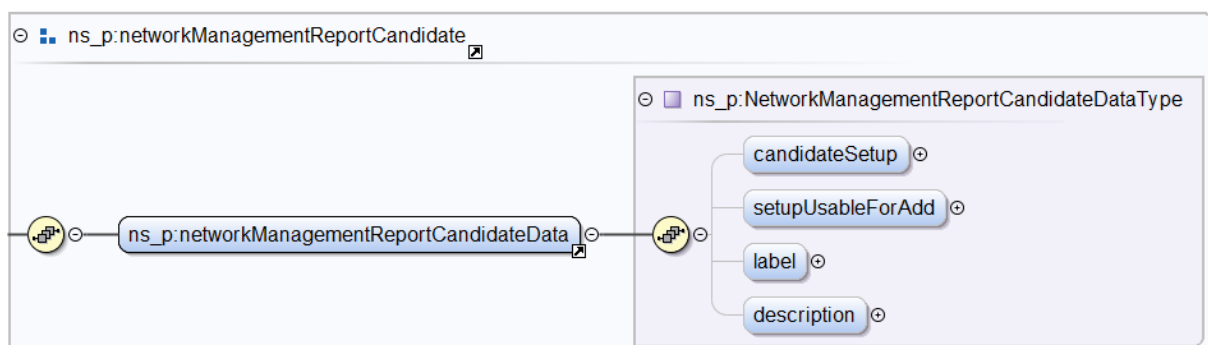 ns_p:networkManagementReportCandidate
ns_p:NetworkManagementReportCandidateDataType
candidateSetup
setupUsableForAdd
ns_p:networkManagementReportCandidateData
label
description